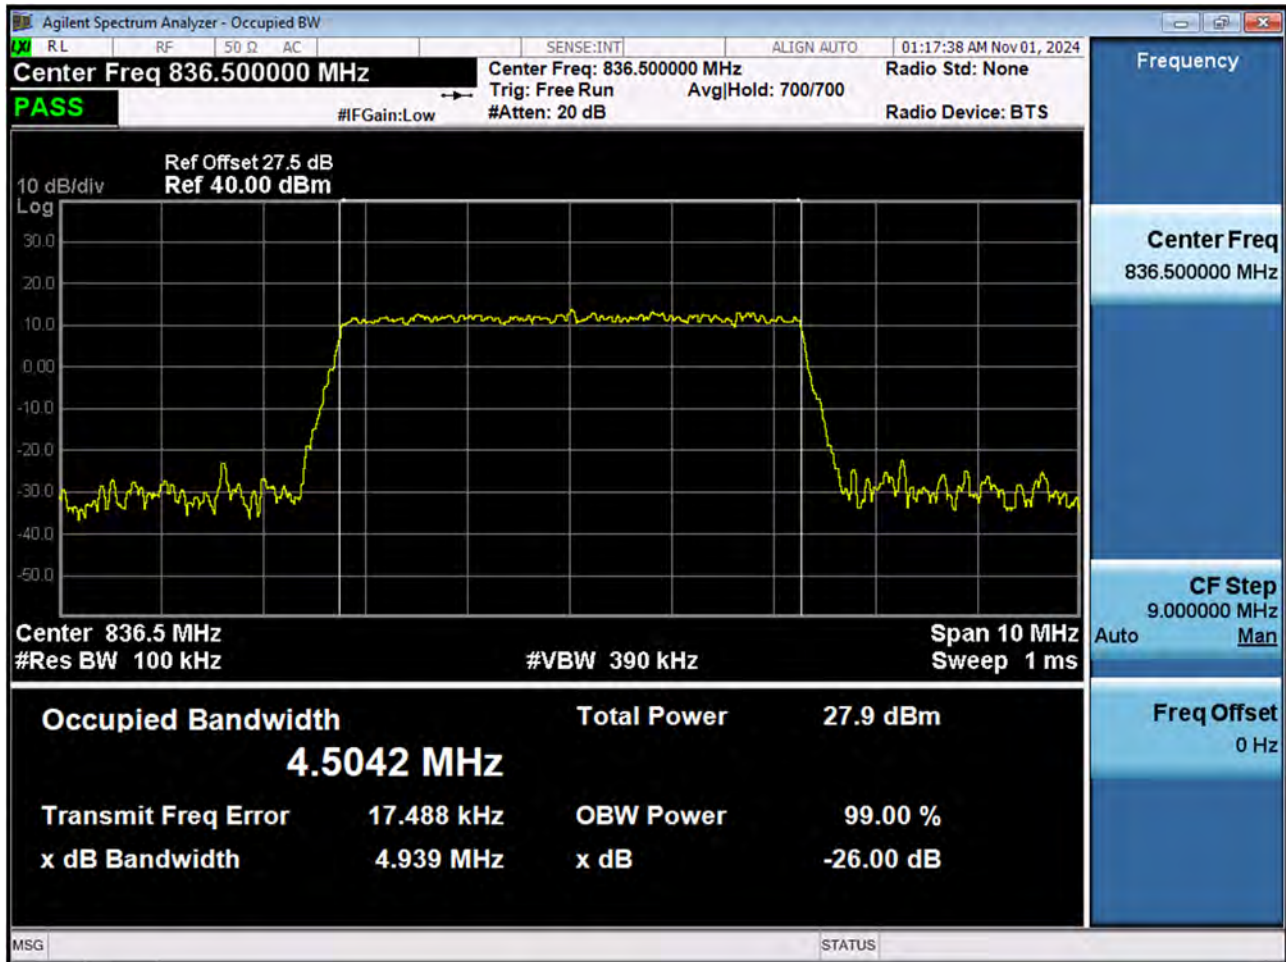 Agilent Spectrum Analyzer - Occupied BW
LXI RL RF 50 Ω AC SENSE:INT ALIGN AUTO 01:17:38 AM Nov 01, 2024
Center Freq 836.500000 MHz
Center Freq: 836.500000 MHz Radio Std: None
Trig: Free Run Avg|Hold: 700/700
PASS
#IFGain:Low #Atten: 20 dB Radio Device: BTS
Ref Offset 27.5 dB
10 dB/div Ref 40.00 dBm
Log
30.0
20.0
10.0
0.00
-10.0
-20.0
-30.0
-40.0
-50.0
Center 836.5 MHz Span 10 MHz
#Res BW 100 kHz #VBW 390 kHz Sweep 1 ms
Occupied Bandwidth Total Power 27.9 dBm
4.5042 MHz
Transmit Freq Error 17.488 kHz OBW Power 99.00 %
x dB Bandwidth 4.939 MHz x dB -26.00 dB
MSG STATUS
Frequency
Center Freq
836.500000 MHz
CF Step
9.000000 MHz
Auto Man
Freq Offset
0 Hz